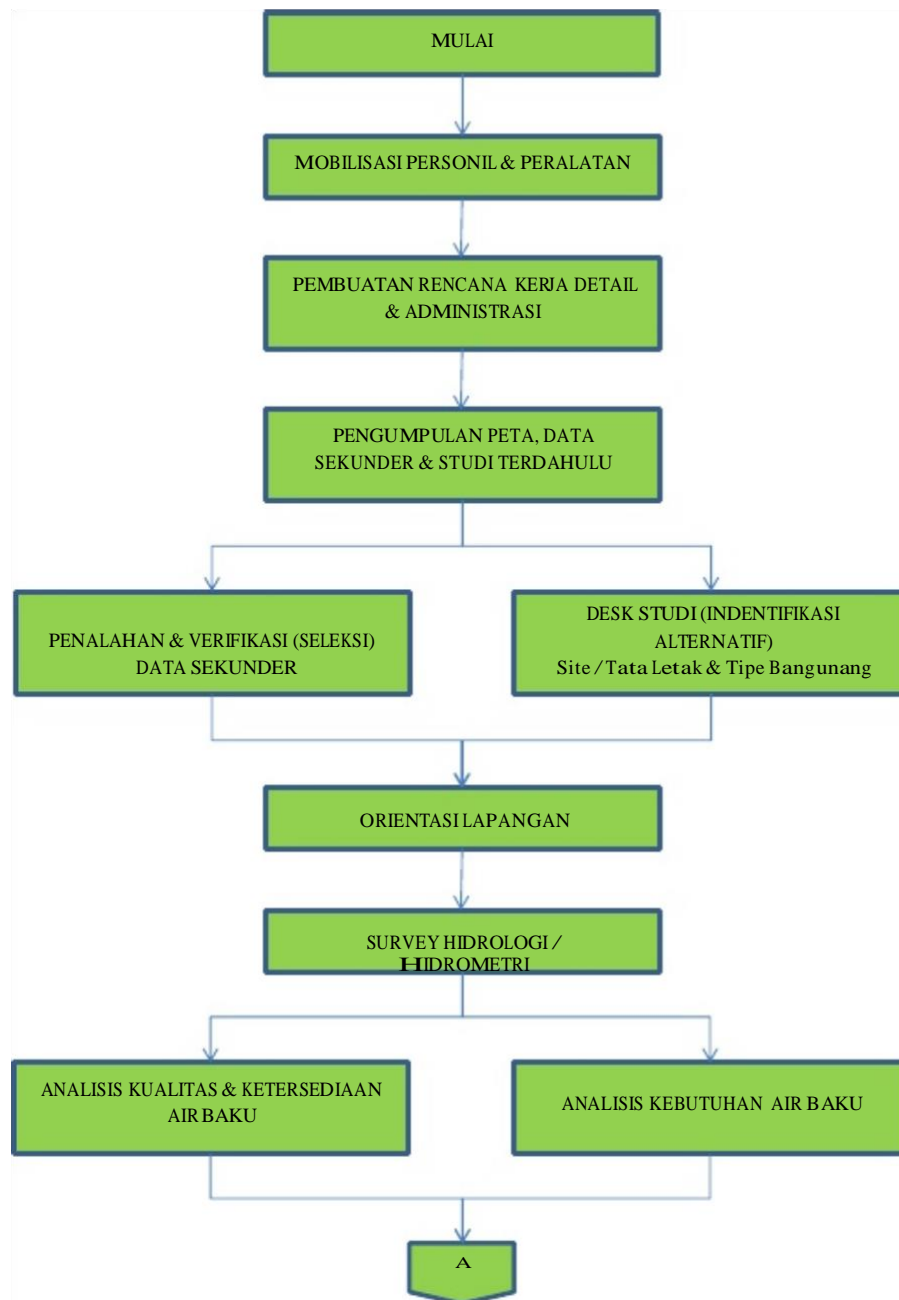 MULAI
MOBILISASI PERSONIL & PERALATAN
PEMBUATAN RENCANA KERJA DETAIL
& ADMINISTRASI
PENGUMPULAN PETA, DATA
SEKUNDER & STUDI TERDAHULU
PENALAHAN & VERIFIKASI (SELEKSI)
DATA SEKUNDER
DESK STUDI (INDENTIFIKASI
ALTERNATIF)
Site / Tata Letak & Tipe Bangunang
ORIENTASI LAPANGAN
SURVEY HIDROLOGI /
HIDROMETRI
ANALISIS KUALITAS & KETERSEDIAAN
AIR BAKU
ANALISIS KEBUTUHAN AIR BAKU
A